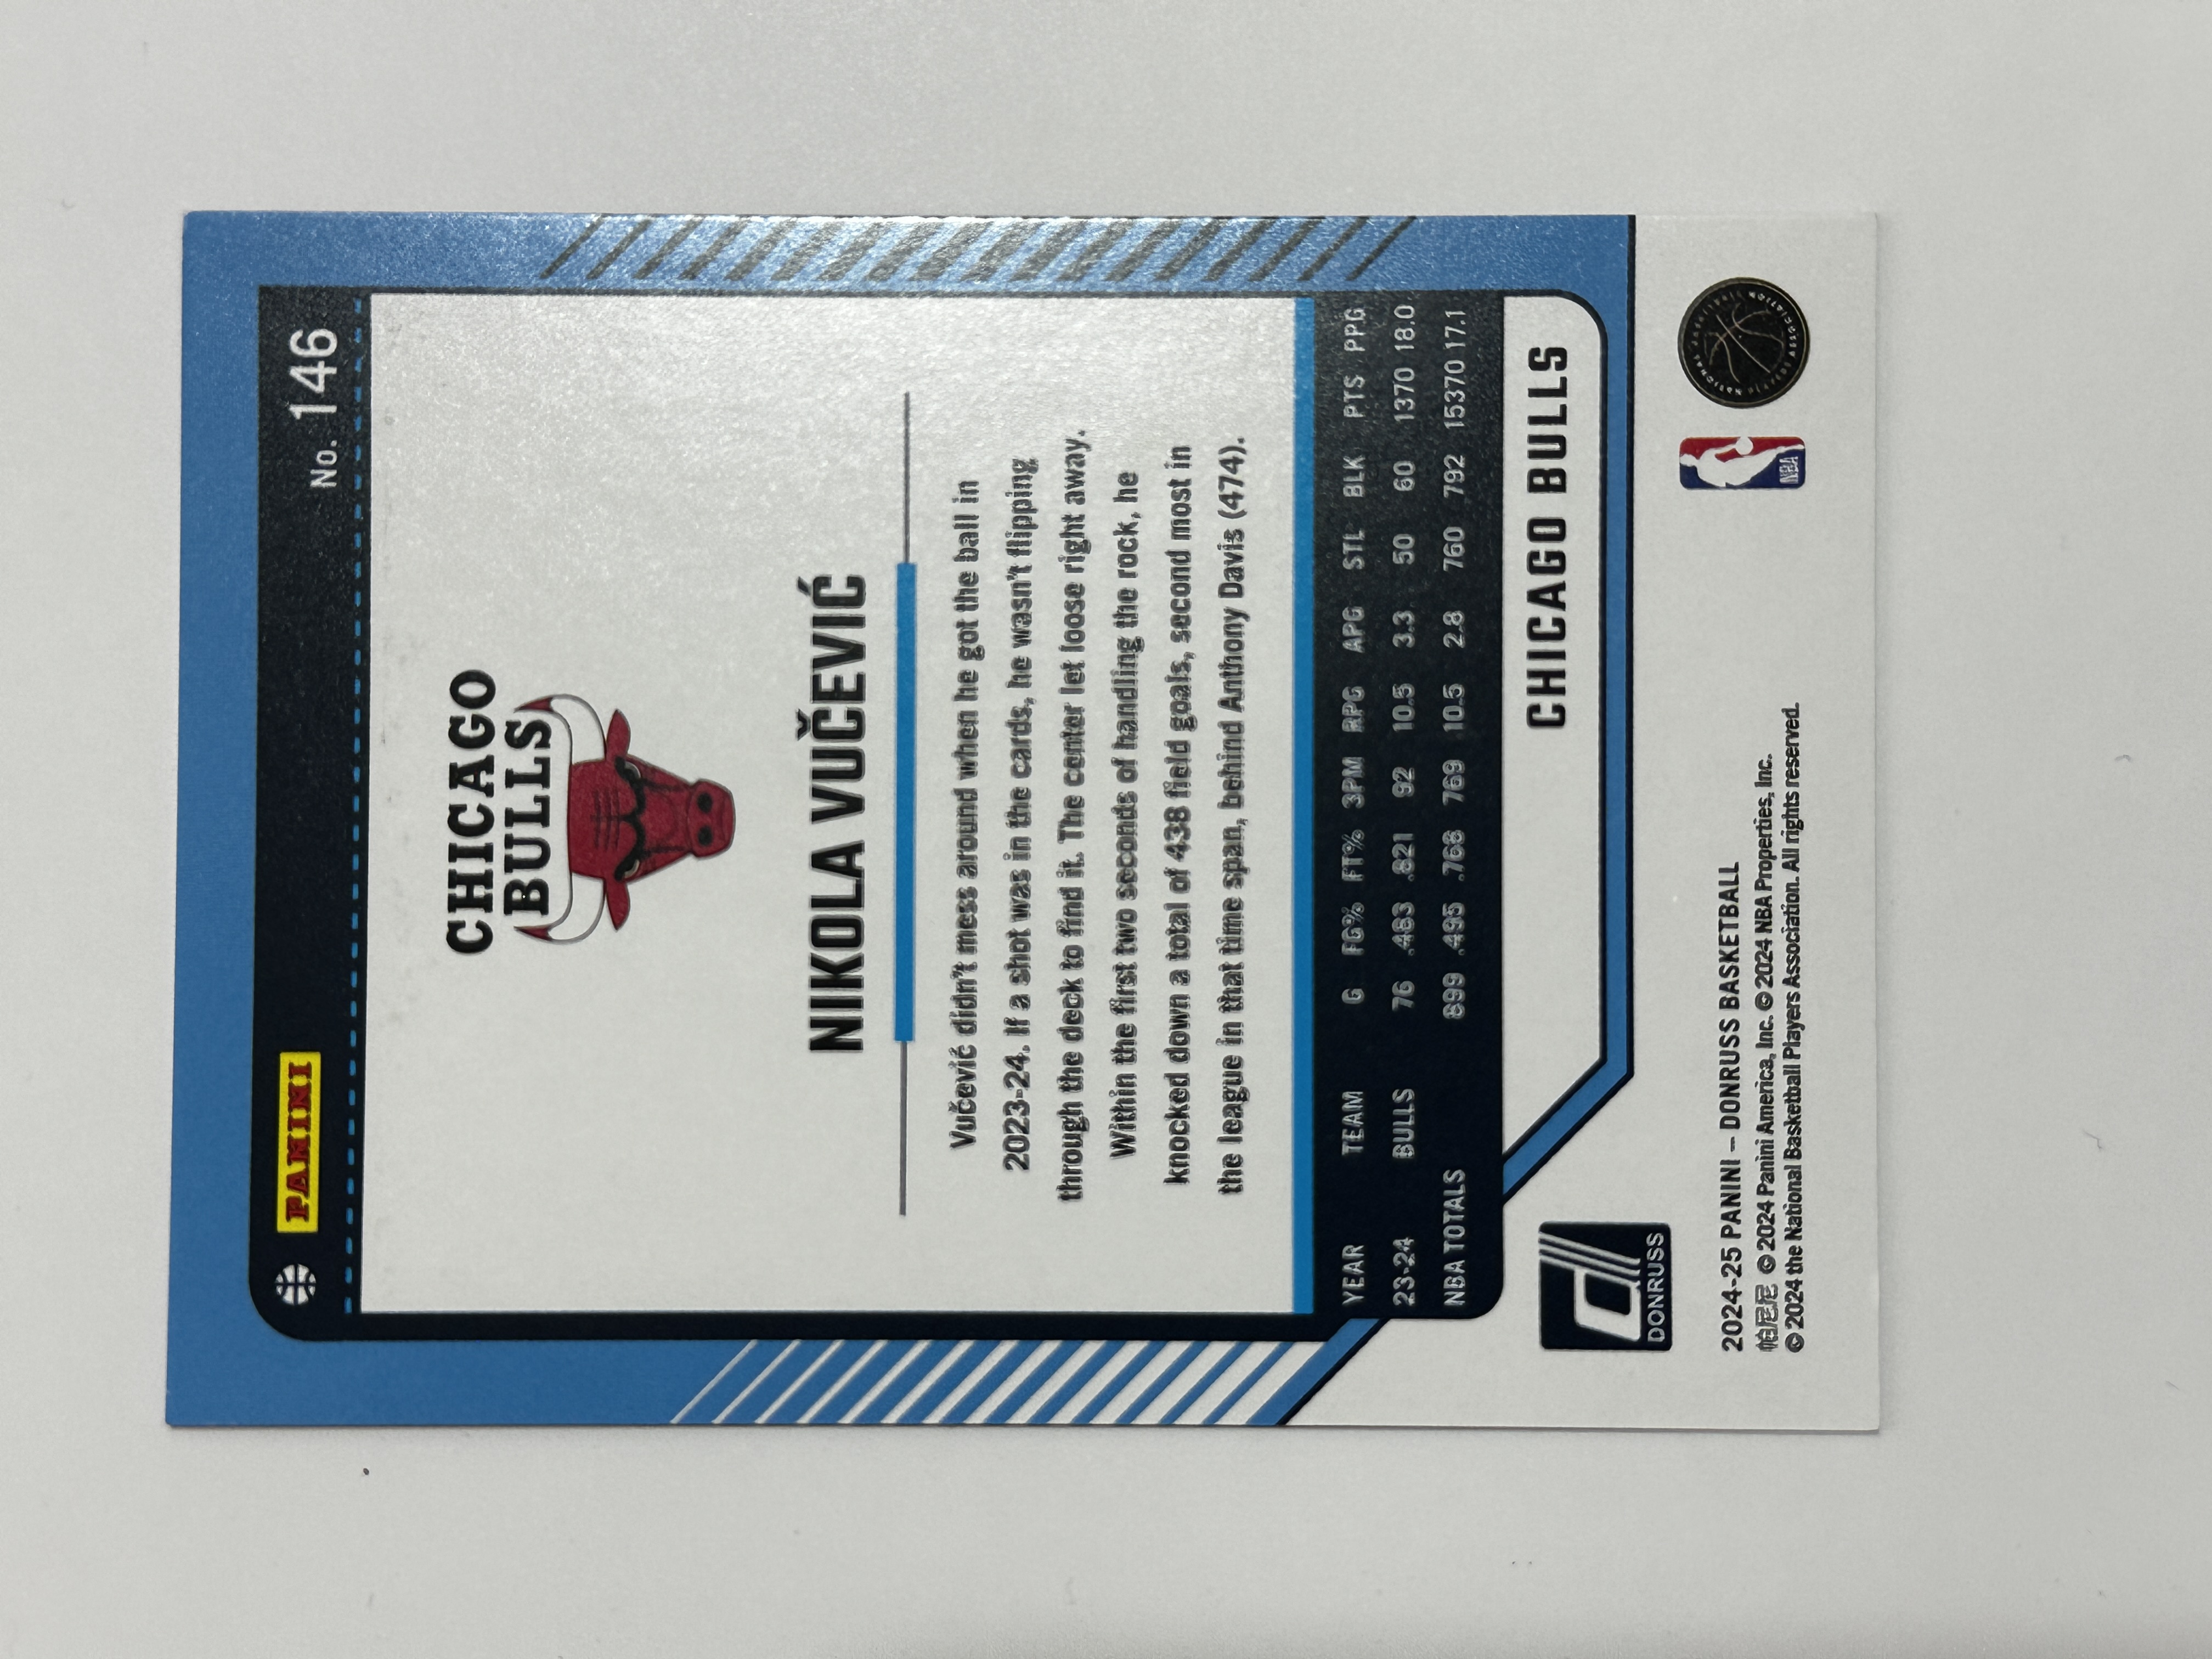 PANINI
No. 146
CHICAGO
BULLS
NIKOLA VUČEVIĆ
Vučević didn't mess around when he got the ball in
2023-24. If a shot was in the cards, he wasn't flipping
through the deck to find it. The center let loose right away.
Within the first two seconds of handling the rock, he
knocked down a total of 438 field goals, second most in
the league in that time span, behind Anthony Davis (474).
YEAR TEAM G FG% FT% 3PM RPG APG STL BLK PTS PPG
23-24 BULLS 76 .483 .821 92 10.5 3.3 50 60 1370 18.0
NBA TOTALS 899 .495 .768 769 10.5 2.8 760 792 15370 17.1
CHICAGO BULLS
DONRUSS
2024-25 PANINI – DONRUSS BASKETBALL
帕尼尼 © 2024 Panini America, Inc. © 2024 NBA Properties, Inc.
© 2024 the National Basketball Players Association. All rights reserved.
NBA
NATIONAL BASKETBALL PLAYERS ASSOCIATION